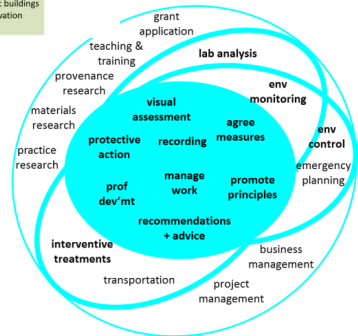 c buildings
vation
grant
application
teaching &
training
lab analysis
provenance
research
env
monitoring
visual
assessment
materials
research
agree
measures
env
control
protective
action
recording
practice
research
emergency
planning
manage
work
prof
dev'mt
promote
principles
recommendations
+ advice
interventive
treatments
business
management
transportation
project
management